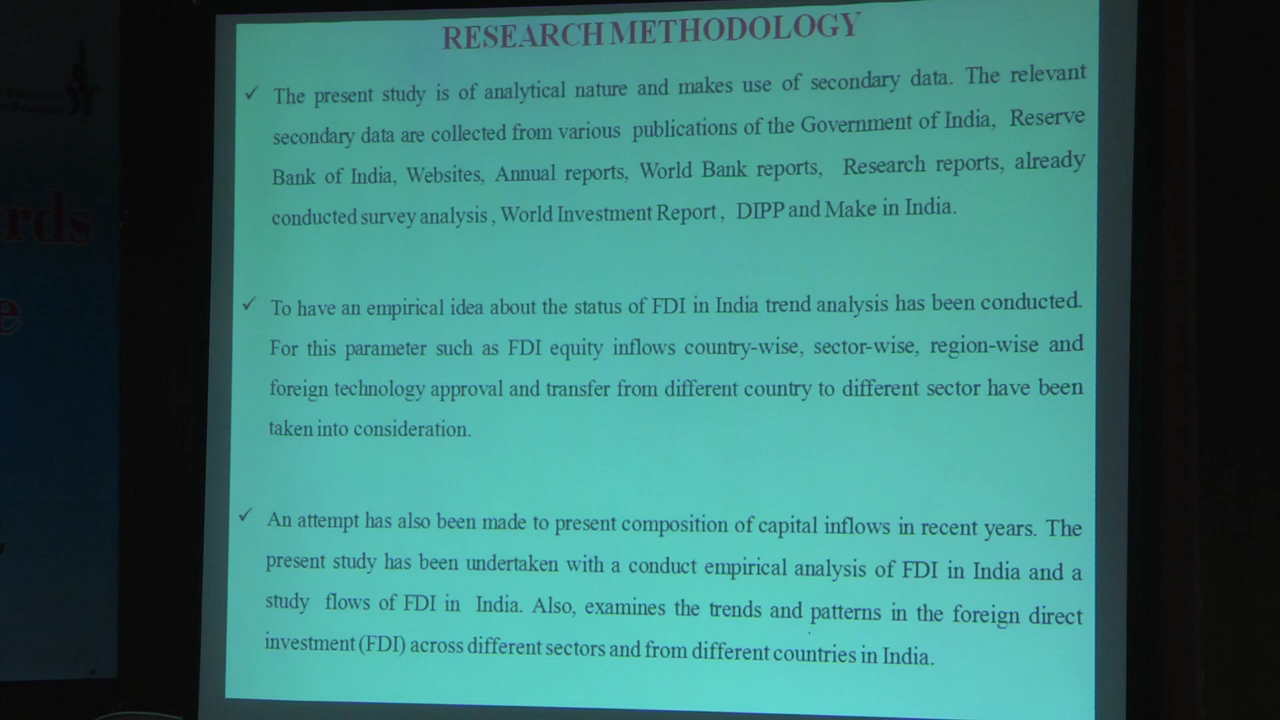 RESEARCH METHODOLOGY
✓ The present study is of analytical nature and makes use of secondary data. The relevant
secondary data are collected from various publications of the Government of India, Reserve
Bank of India, Websites, Annual reports, World Bank reports, Research reports, already
conducted survey analysis, World Investment Report, DIPP and Make in India.
✓ To have an empirical idea about the status of FDI in India trend analysis has been conducted.
For this parameter such as FDI equity inflows country-wise, sector-wise, region-wise and
foreign technology approval and transfer from different country to different sector have been
taken into consideration.
✓ An attempt has also been made to present composition of capital inflows in recent years. The
present study has been undertaken with a conduct empirical analysis of FDI in India and a
study flows of FDI in India. Also, examines the trends and patterns in the foreign direct
investment (FDI) across different sectors and from different countries in India.
rds
e